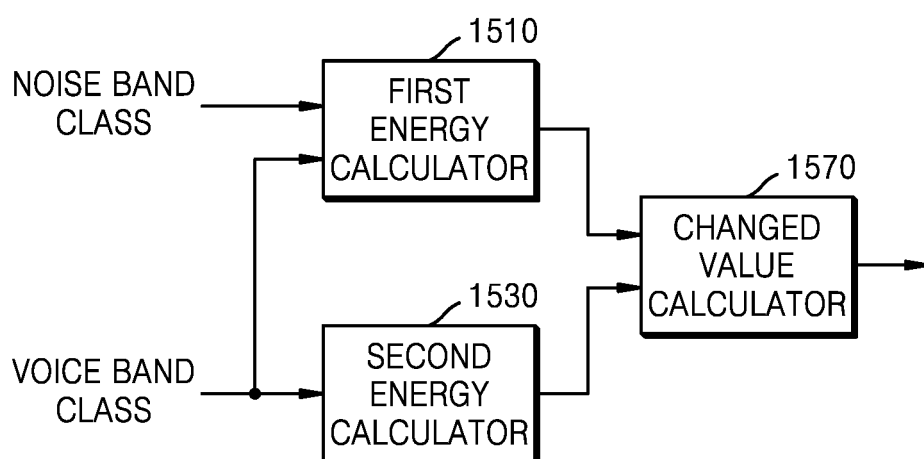 1510
NOISE BAND
CLASS
FIRST
ENERGY
CALCULATOR
1570
CHANGED
VALUE
CALCULATOR
1530
VOICE BAND
CLASS
SECOND
ENERGY
CALCULATOR